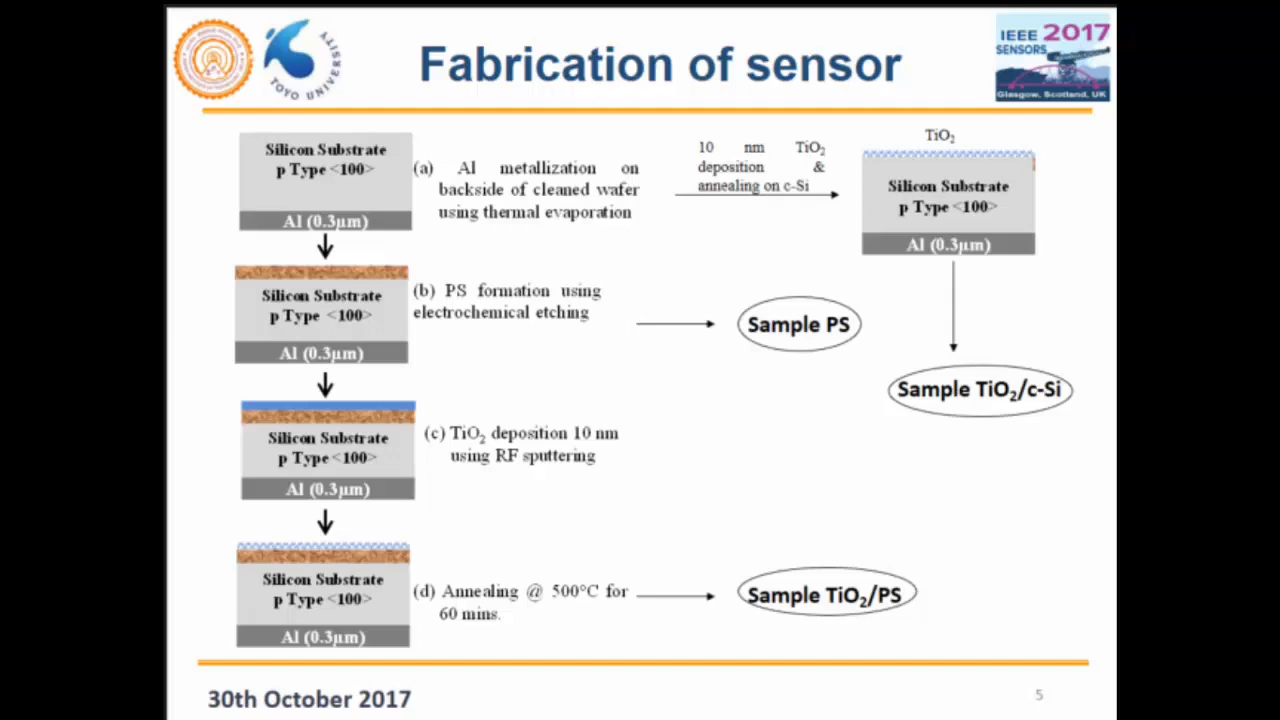 TOYO UNIVERSITY
Fabrication of sensor
IEEE 2017
SENSORS
Glasgow, Scotland, UK
Silicon Substrate
p Type <100>
Al (0.3µm)
(a) Al metallization on
backside of cleaned wafer
using thermal evaporation
10 nm TiO₂
deposition &
annealing on c-Si
TiO₂
Silicon Substrate
p Type <100>
Al (0.3µm)
Silicon Substrate
p Type <100>
Al (0.3µm)
(b) PS formation using
electrochemical etching
Sample PS
Sample TiO₂/c-Si
Silicon Substrate
p Type <100>
Al (0.3µm)
(c) TiO₂ deposition 10 nm
using RF sputtering
Silicon Substrate
p Type <100>
Al (0.3µm)
(d) Annealing @ 500°C for
60 mins.
Sample TiO₂/PS
30th October 2017
5